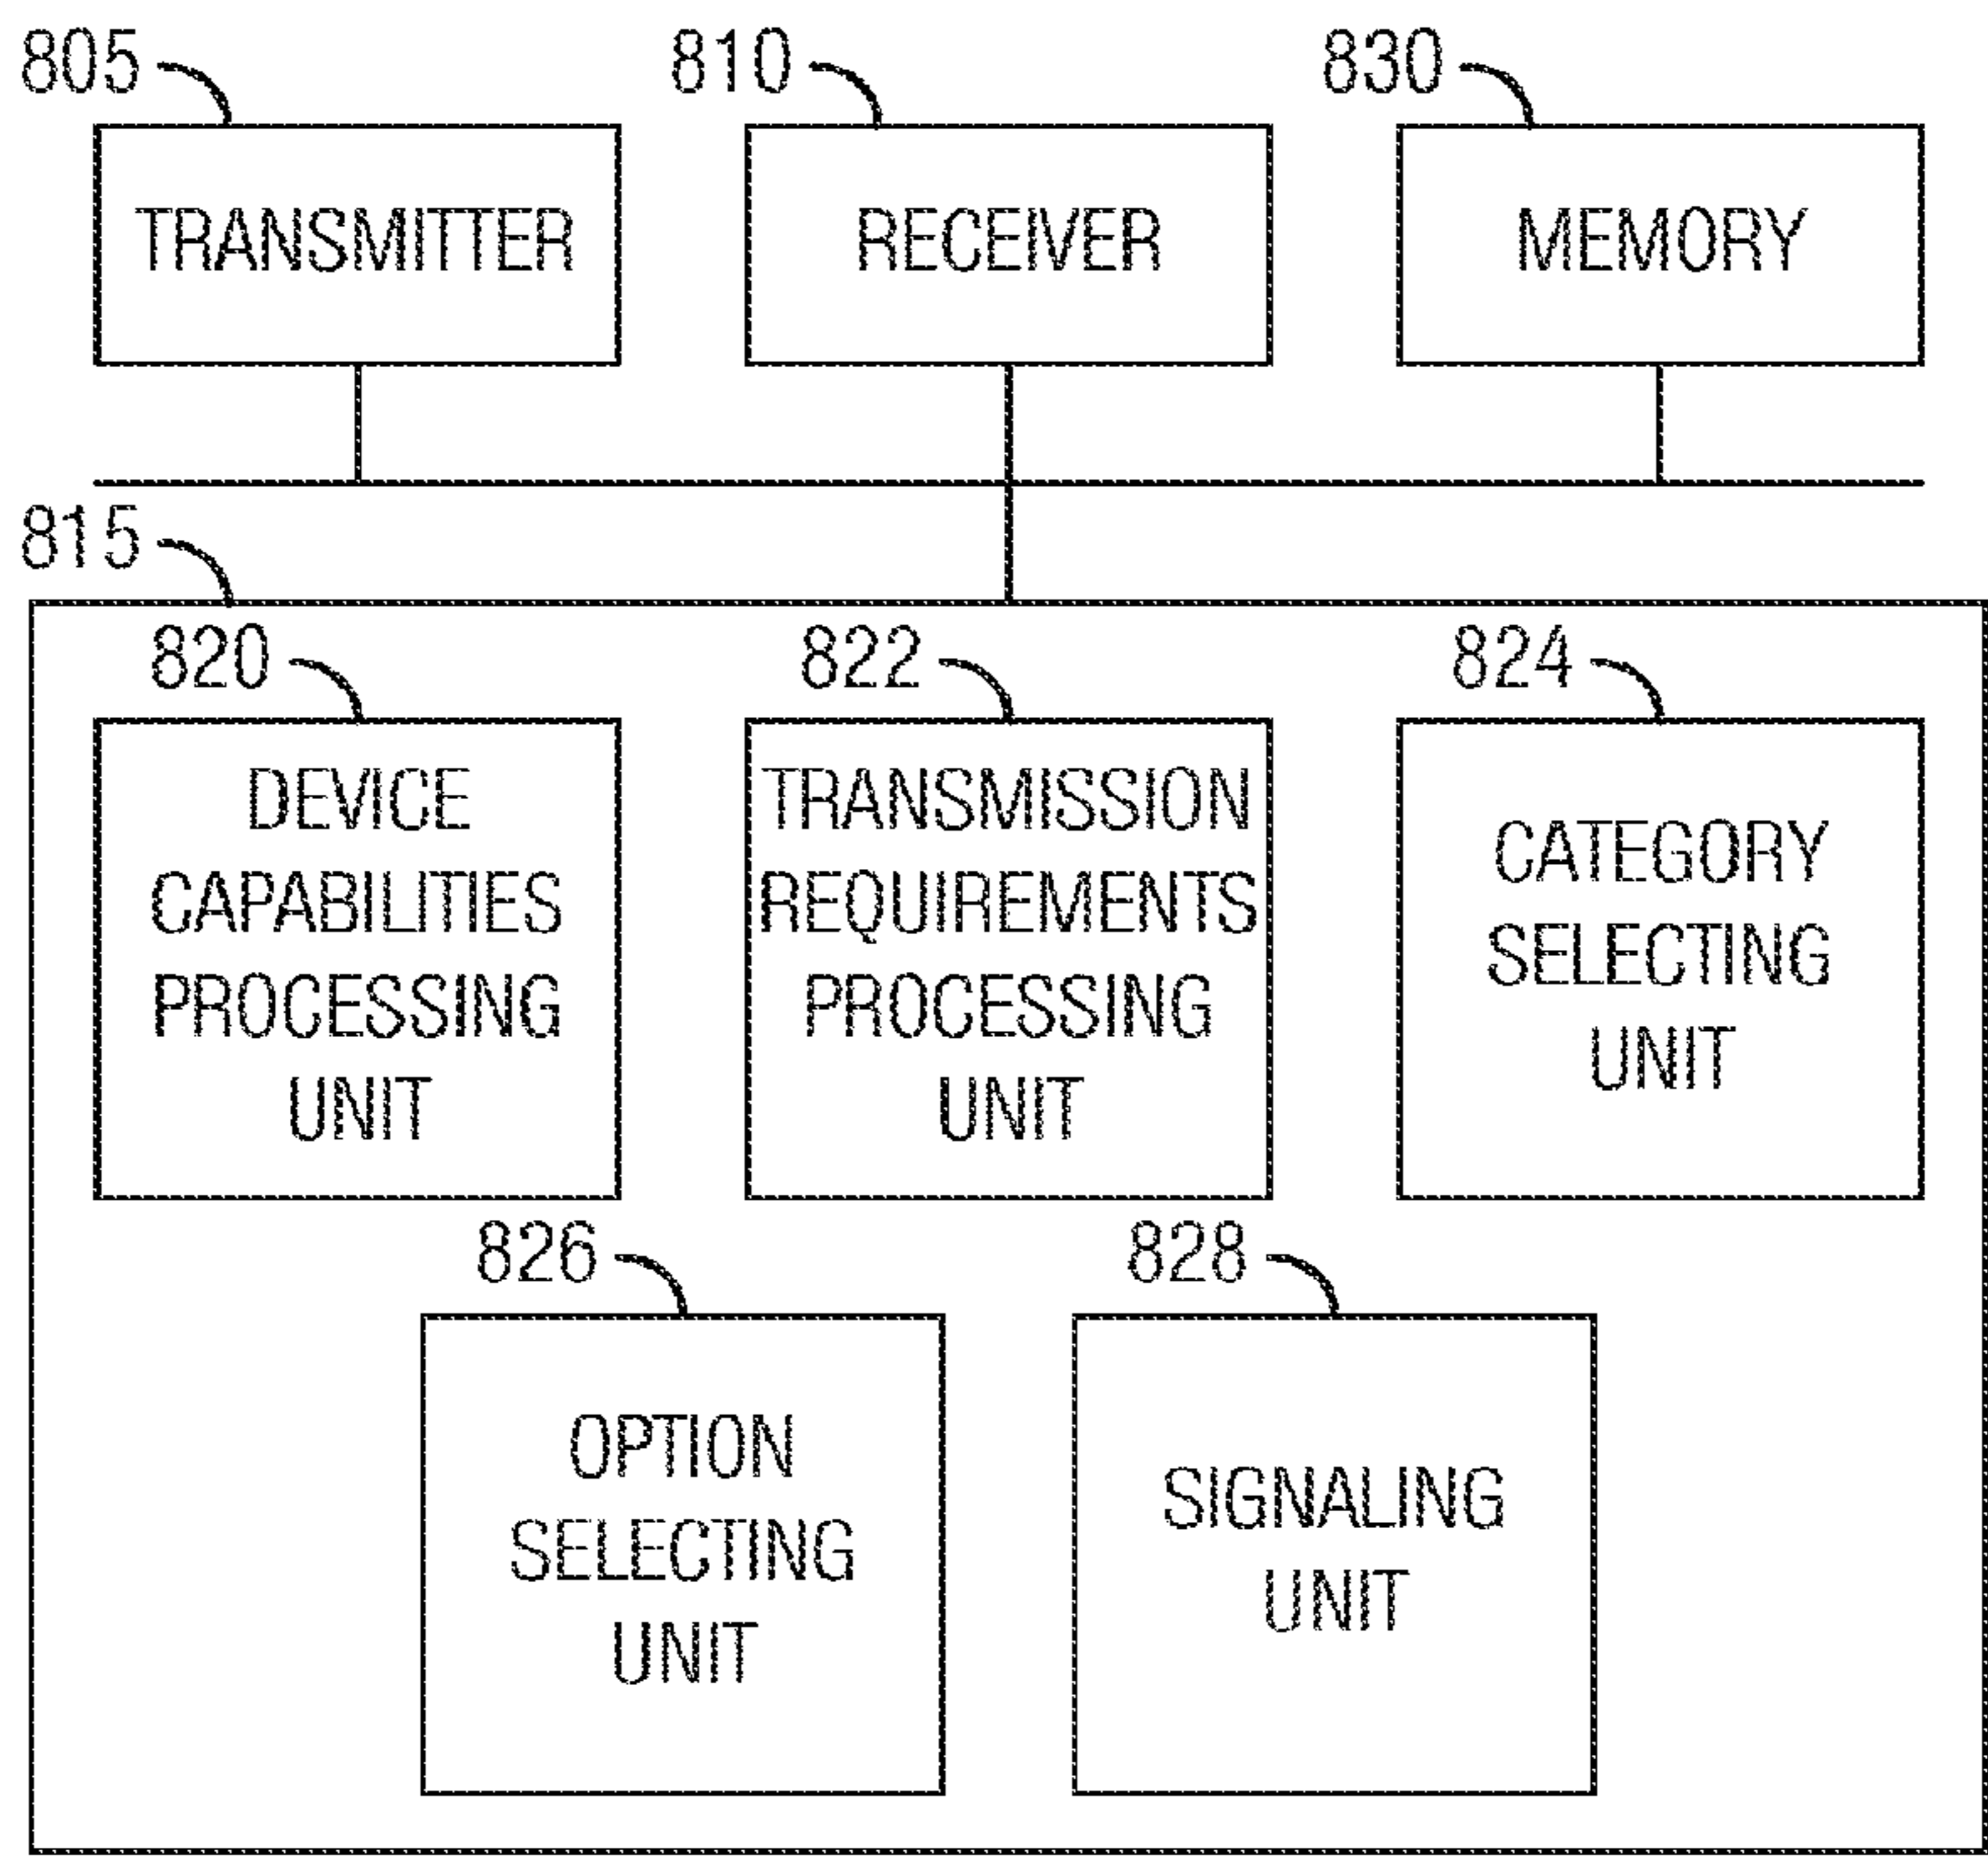 805
810
830
TRANSMITTER
RECEIVER
MEMORY
815
820
822
824
DEVICE
CAPABILITIES
PROCESSING
UNIT
TRANSMISSION
REQUIREMENTS
PROCESSING
UNIT
CATEGORY
SELECTING
UNIT
826
828
OPTION
SELECTING
UNIT
SIGNALING
UNIT